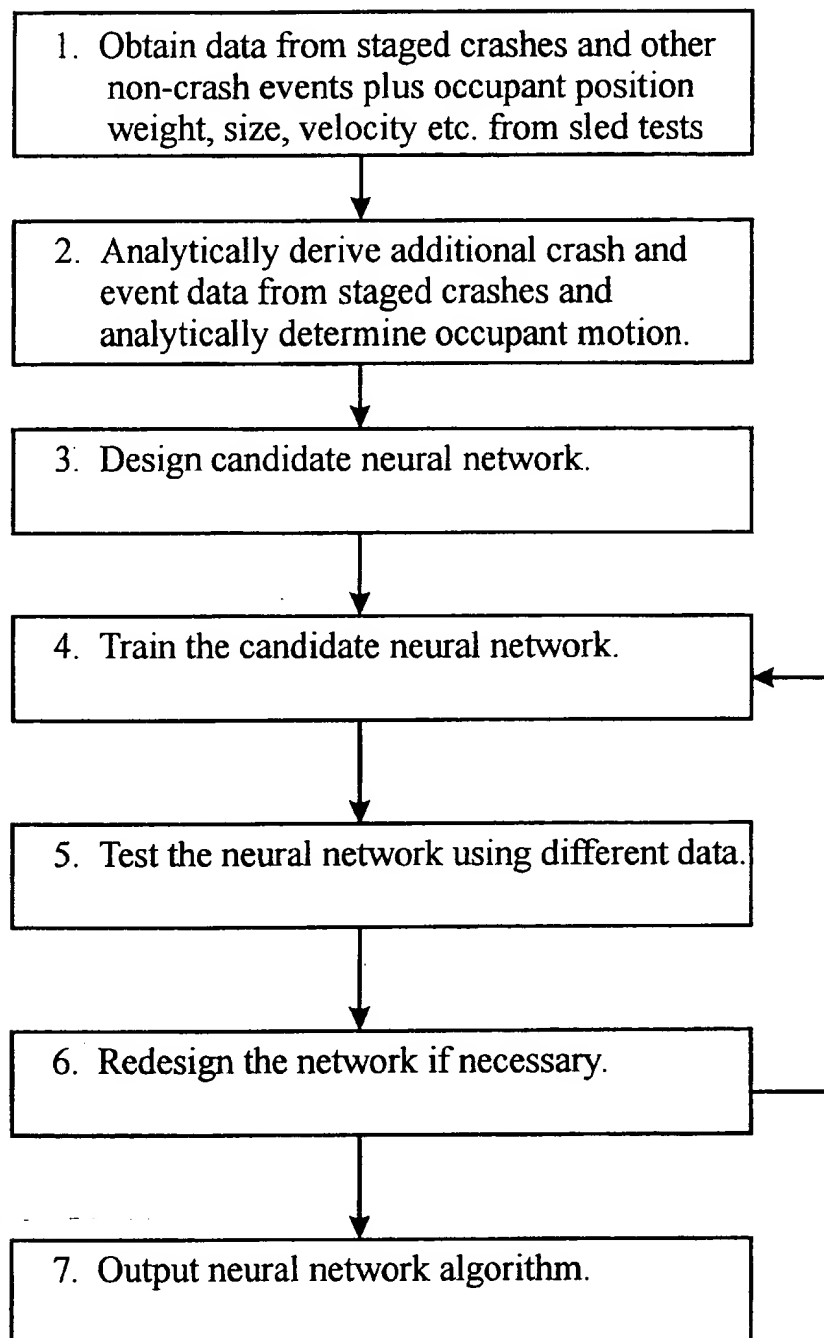 1. Obtain data from staged crashes and other
non-crash events plus occupant position
weight, size, velocity etc. from sled tests
2. Analytically derive additional crash and
event data from staged crashes and
analytically determine occupant motion.
3. Design candidate neural network.
4. Train the candidate neural network.
5. Test the neural network using different data.
6. Redesign the network if necessary.
7. Output neural network algorithm.